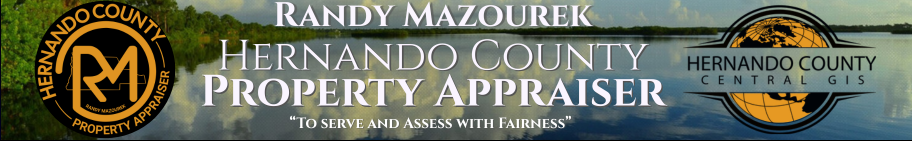 HERNANDO COUNTY
RM
RANDY MAZOUREK
PROPERTY APPRAISER
RANDY MAZOUREK
HERNANDO COUNTY
PROPERTY APPRAISER
“TO SERVE AND ASSESS WITH FAIRNESS”
HERNANDO COUNTY
CENTRAL GIS